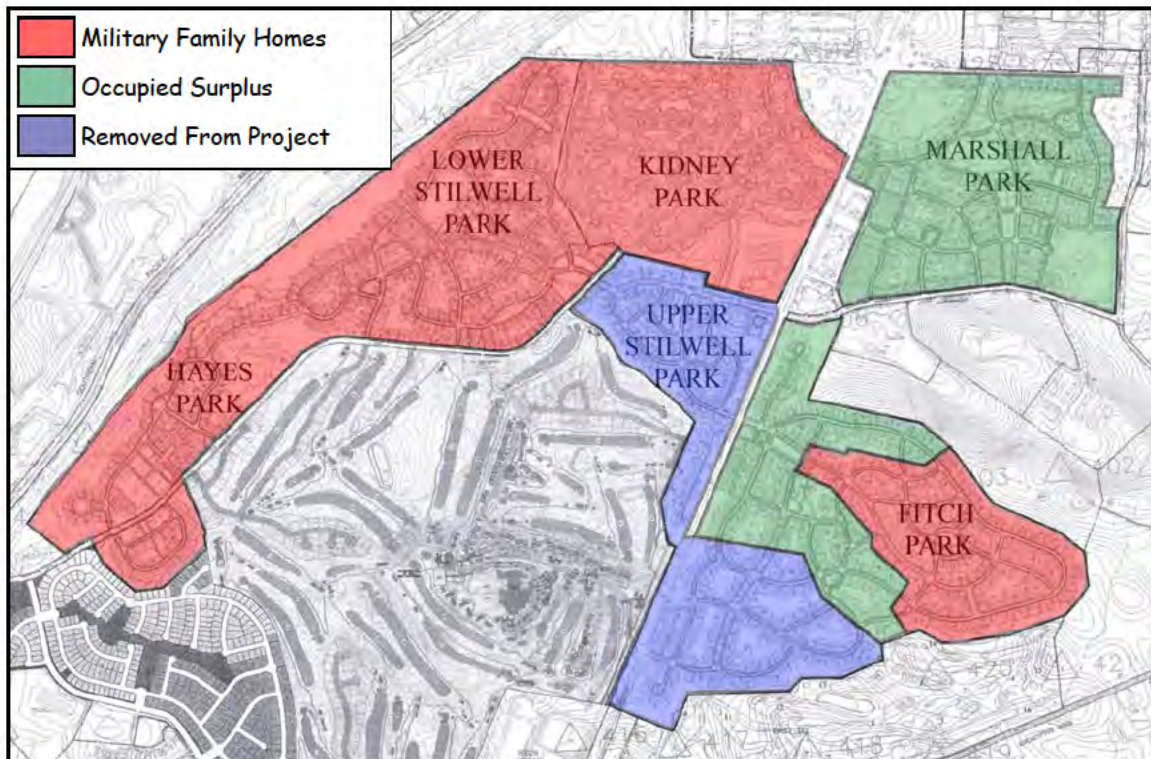 Military Family Homes
Occupied Surplus
Removed From Project
LOWER
STILWELL
PARK
KIDNEY
PARK
MARSHALL
PARK
UPPER
STILWELL
PARK
HAYES
PARK
FITCH
PARK